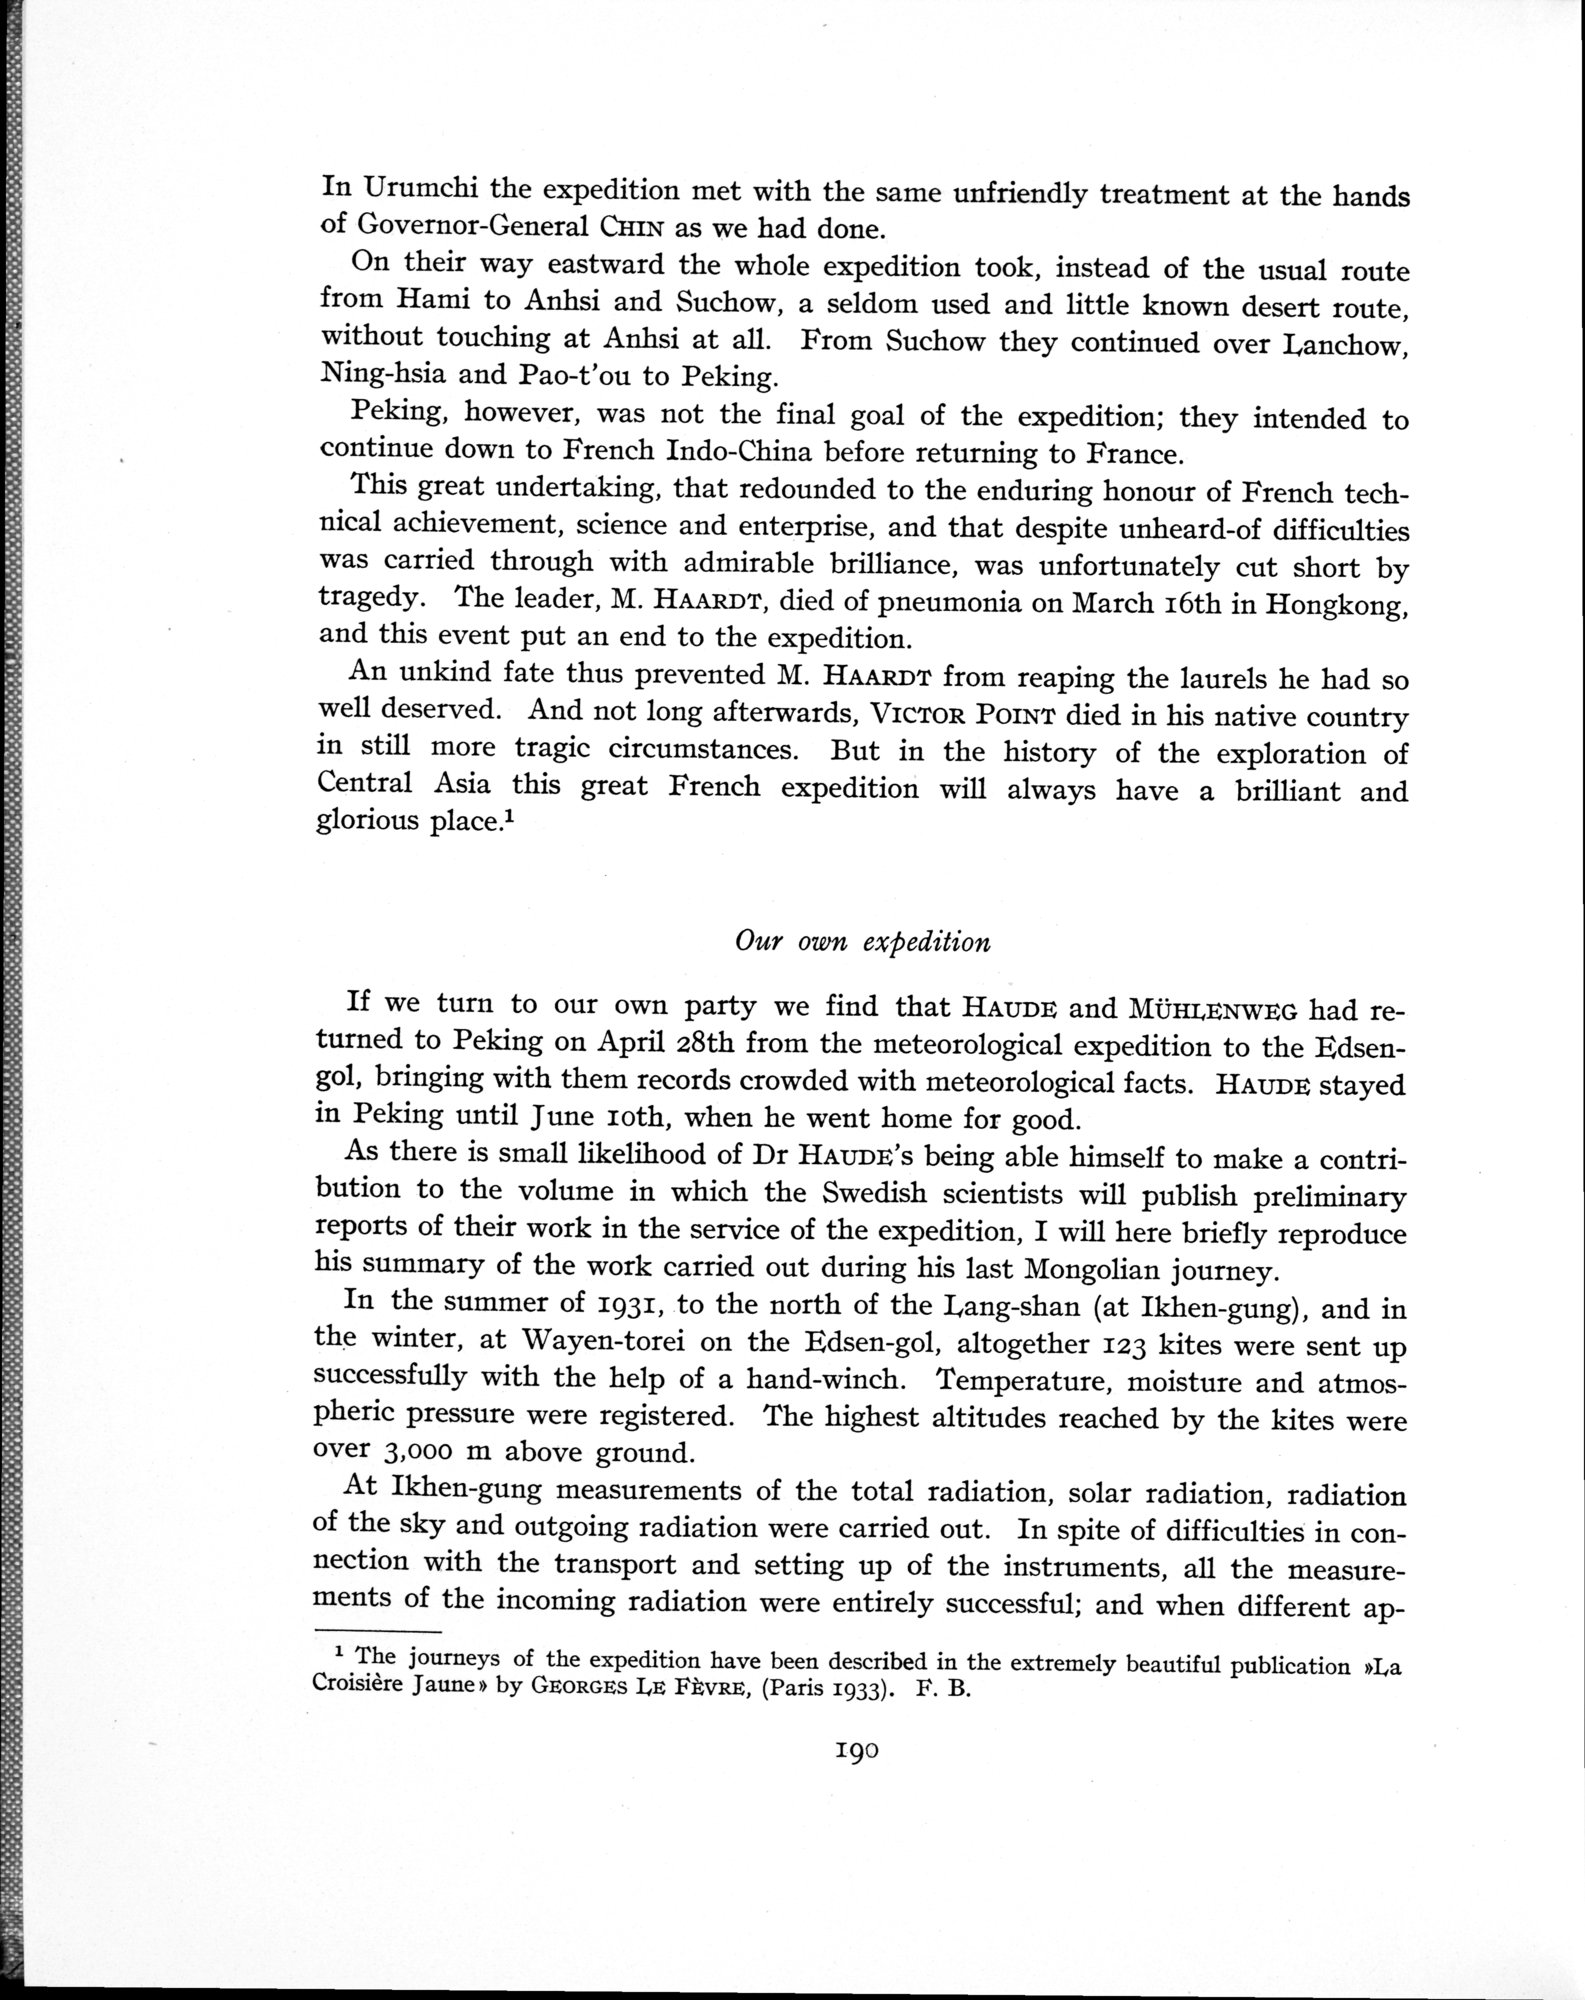 In Urumchi the expedition met with the same unfriendly treatment at the hands
of Governor-General CHIN as we had done.
On their way eastward the whole expedition took, instead of the usual route
from Hami to Anhsi and Suchow, a seldom used and little known desert route,
without touching at Anhsi at all. From Suchow they continued over Lanchow,
Ning-hsia and Pao-t'ou to Peking.
Peking, however, was not the final goal of the expedition; they intended to
continue down to French Indo-China before returning to France.
This great undertaking, that redounded to the enduring honour of French tech-
nical achievement, science and enterprise, and that despite unheard-of difficulties
was carried through with admirable brilliance, was unfortunately cut short by
tragedy. The leader, M. HAARDT, died of pneumonia on March 16th in Hongkong,
and this event put an end to the expedition.
An unkind fate thus prevented M. HAARDT from reaping the laurels he had so
well deserved. And not long afterwards, VICTOR POINT died in his native country
in still more tragic circumstances. But in the history of the exploration of
Central Asia this great French expedition will always have a brilliant and
glorious place.¹
Our own expedition
If we turn to our own party we find that HAUDE and MÜHLENWEG had re-
turned to Peking on April 28th from the meteorological expedition to the Edsen-
gol, bringing with them records crowded with meteorological facts. HAUDE stayed
in Peking until June 10th, when he went home for good.
As there is small likelihood of Dr HAUDE's being able himself to make a contri-
bution to the volume in which the Swedish scientists will publish preliminary
reports of their work in the service of the expedition, I will here briefly reproduce
his summary of the work carried out during his last Mongolian journey.
In the summer of 1931, to the north of the Lang-shan (at Ikhen-gung), and in
the winter, at Wayen-torei on the Edsen-gol, altogether 123 kites were sent up
successfully with the help of a hand-winch. Temperature, moisture and atmos-
pheric pressure were registered. The highest altitudes reached by the kites were
over 3,000 m above ground.
At Ikhen-gung measurements of the total radiation, solar radiation, radiation
of the sky and outgoing radiation were carried out. In spite of difficulties in con-
nection with the transport and setting up of the instruments, all the measure-
ments of the incoming radiation were entirely successful; and when different ap-
¹ The journeys of the expedition have been described in the extremely beautiful publication »La
Croisière Jaune» by GEORGES LE FÈVRE, (Paris 1933). F. B.
190